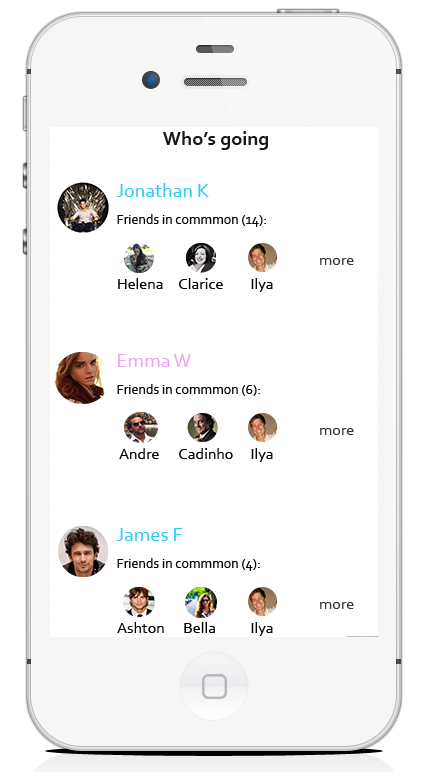 Who's going
Jonathan K
Friends in commmon (14):
Helena Clarice Ilya more
Emma W
Friends in commmon (6):
Andre Cadinho Ilya more
James F
Friends in commmon (4):
Ashton Bella Ilya more